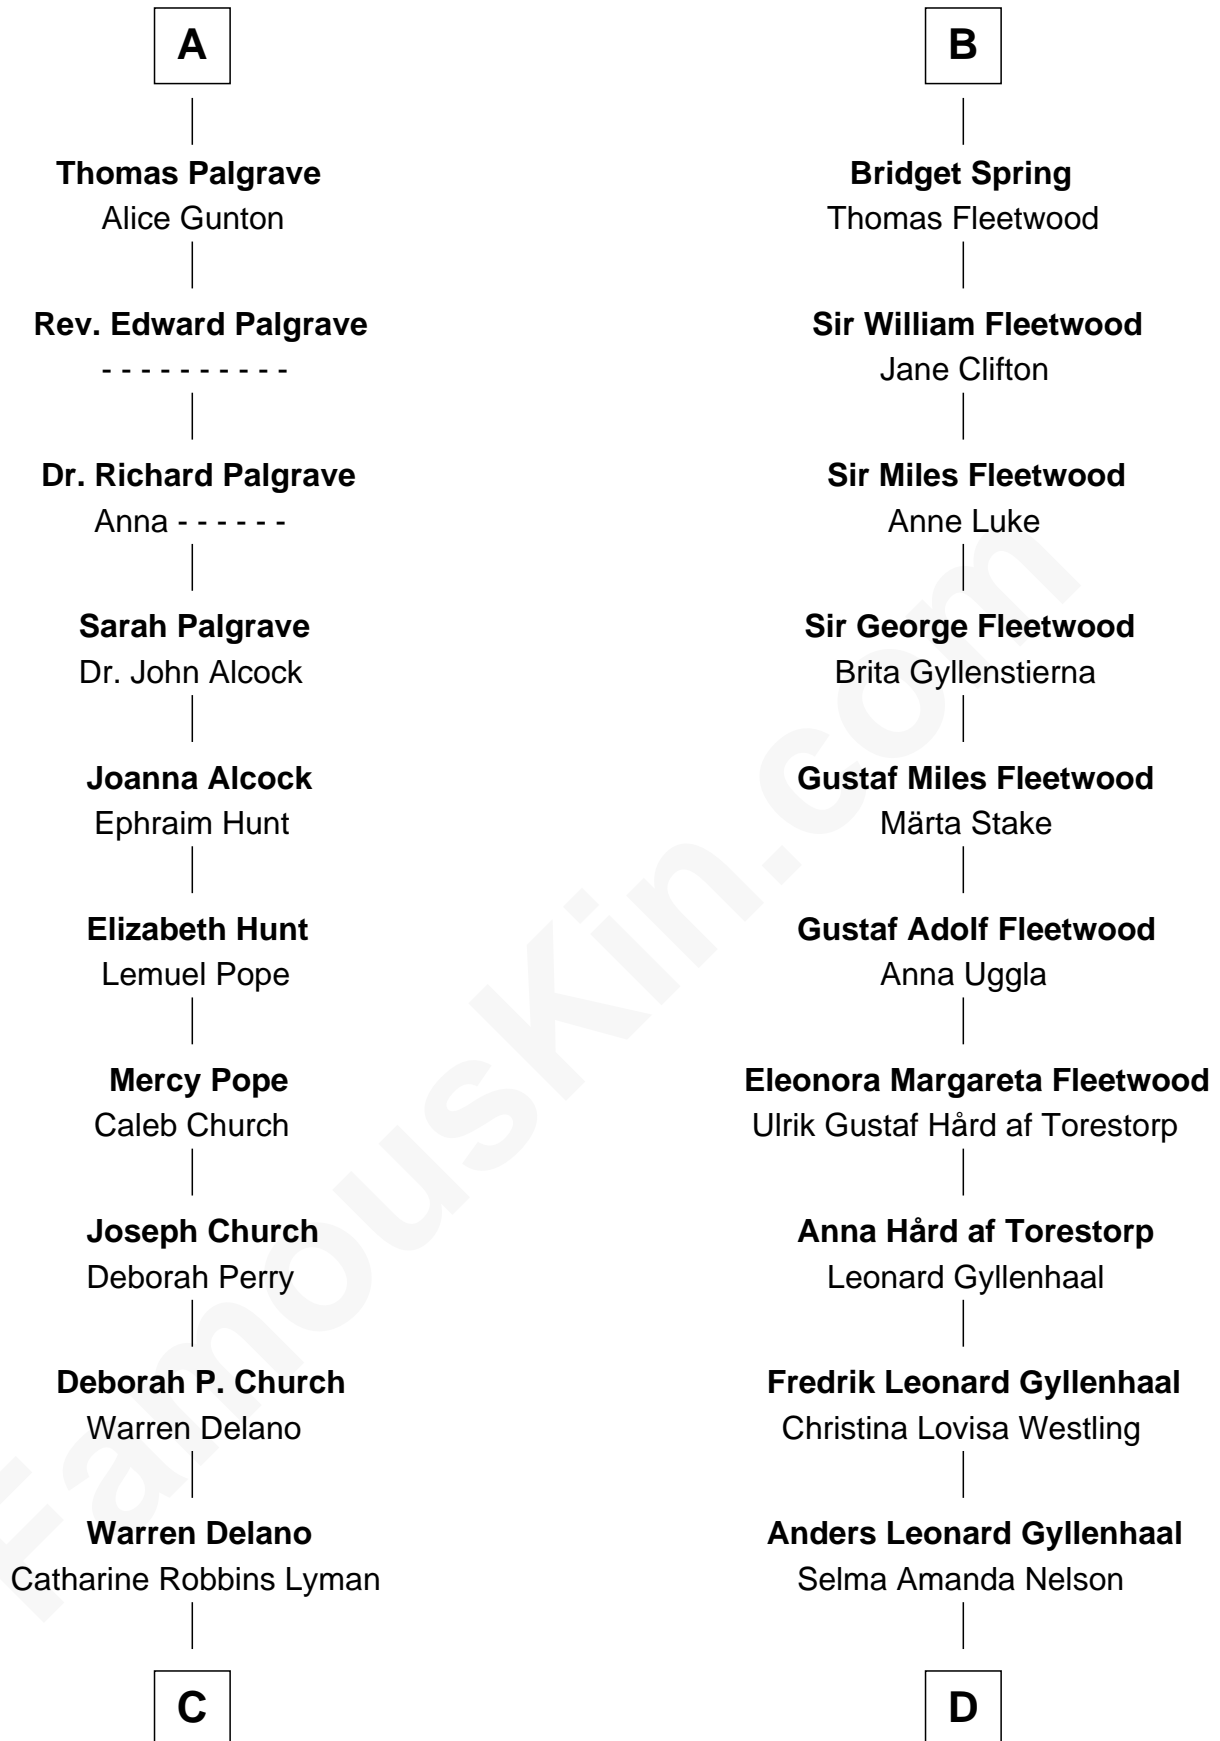 A
Thomas Palgrave
Alice Gunton
Rev. Edward Palgrave
- - - - - - - - - -
Dr. Richard Palgrave
Anna - - - - - -
Sarah Palgrave
Dr. John Alcock
Joanna Alcock
Ephraim Hunt
Elizabeth Hunt
Lemuel Pope
Mercy Pope
Caleb Church
Joseph Church
Deborah Perry
Deborah P. Church
Warren Delano
Warren Delano
Catharine Robbins Lyman
C
B
Bridget Spring
Thomas Fleetwood
Sir William Fleetwood
Jane Clifton
Sir Miles Fleetwood
Anne Luke
Sir George Fleetwood
Brita Gyllenstierna
Gustaf Miles Fleetwood
Märta Stake
Gustaf Adolf Fleetwood
Anna Uggla
Eleonora Margareta Fleetwood
Ulrik Gustaf Hård af Torestorp
Anna Hård af Torestorp
Leonard Gyllenhaal
Fredrik Leonard Gyllenhaal
Christina Lovisa Westling
Anders Leonard Gyllenhaal
Selma Amanda Nelson
D
FamousKin.com